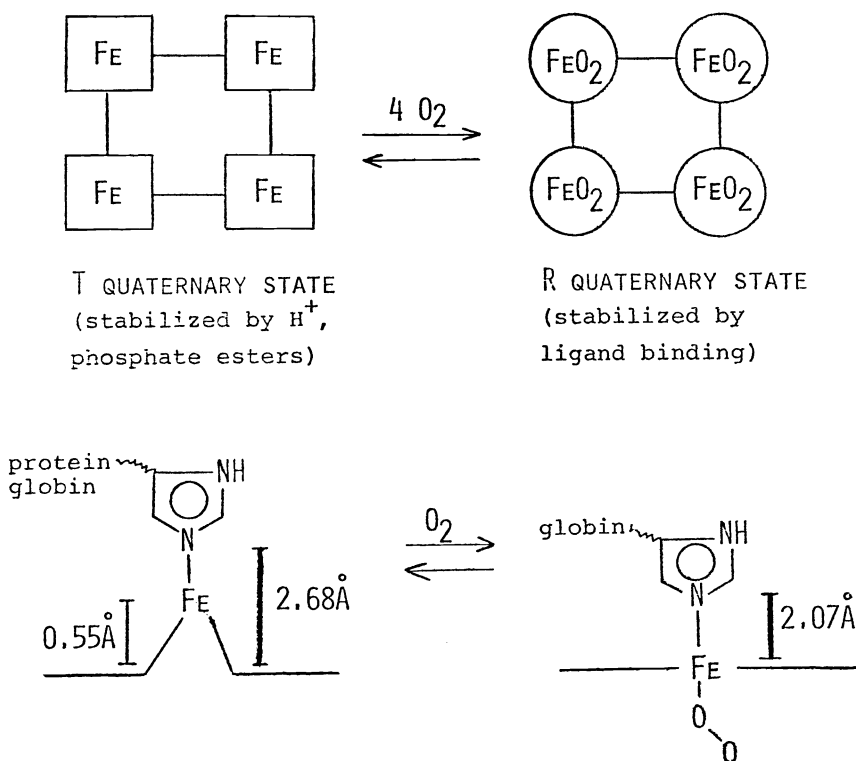 FE FE
4 O2
FEO2 FEO2
FE FE
FEO2 FEO2
T QUATERNARY STATE
(stabilized by H+,
phosphate esters)
R QUATERNARY STATE
(stabilized by
ligand binding)
protein
globin
NH
N
FE
0.55Å
2.68Å
O2
globin
NH
N
2.07Å
FE
O
O